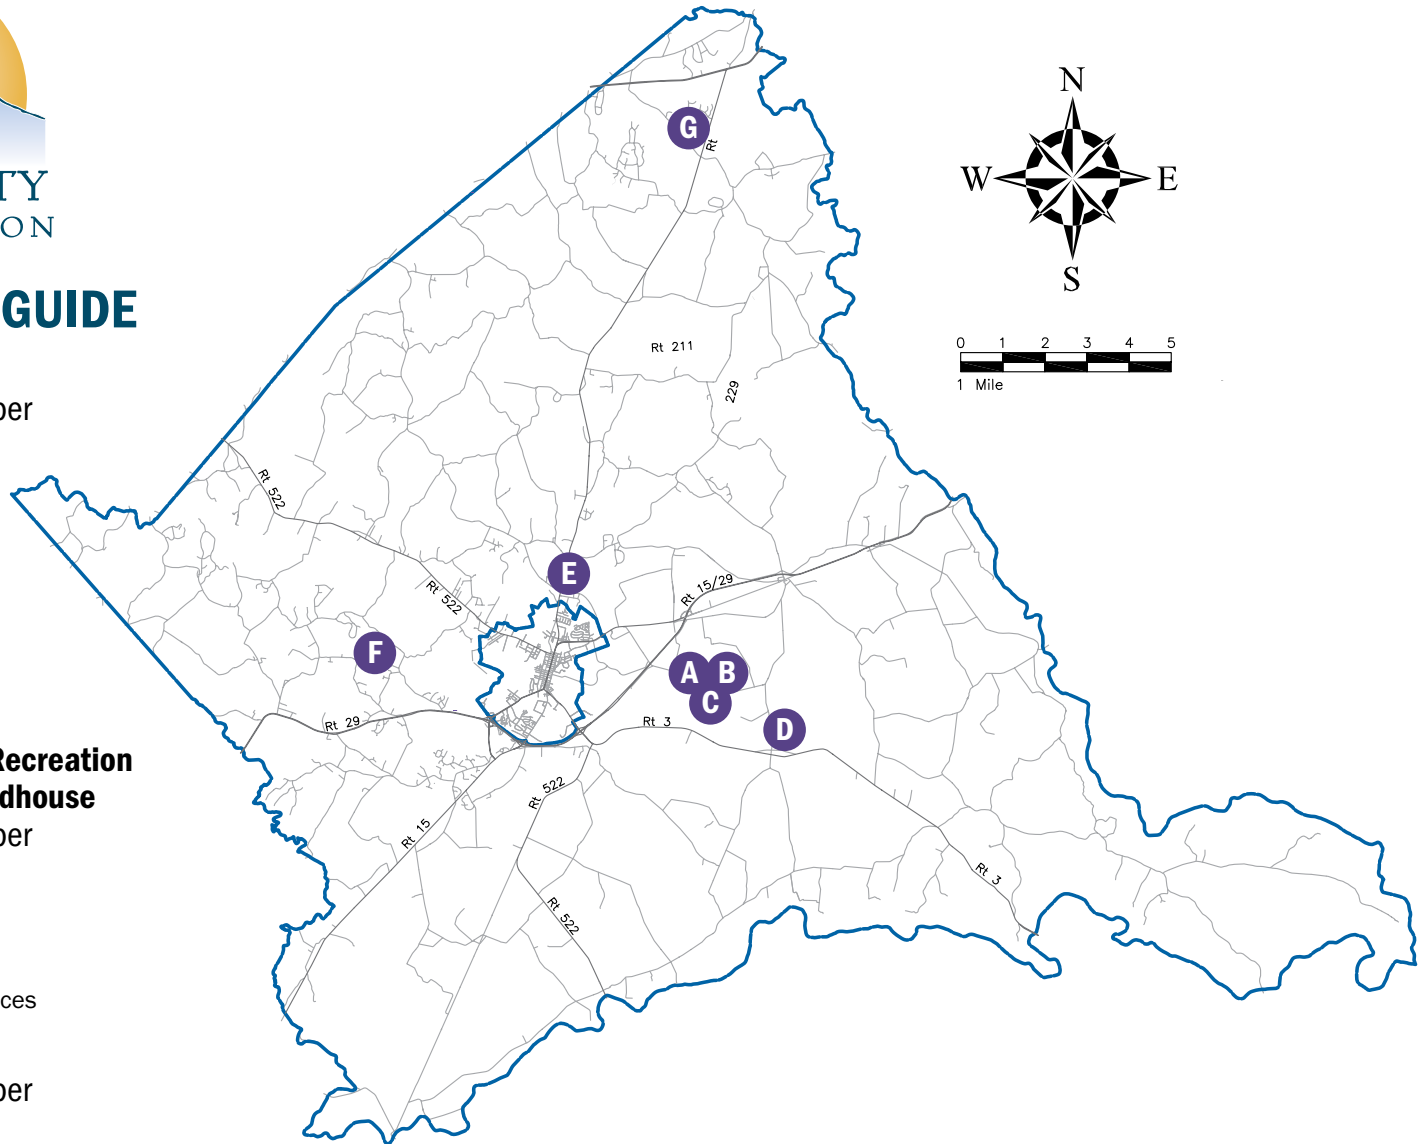 TY
ON
GUIDE
per
Recreation
dhouse
per
ces
per
N
W E
S
0 1 2 3 4 5
1 Mile
G
Rt
Rt 211
229
Rt 522
E
Rt 15/29
Rt 522
F
A B
C
D
Rt 29
Rt 3
Rt 522
Rt 15
Rt 3
Rt 522